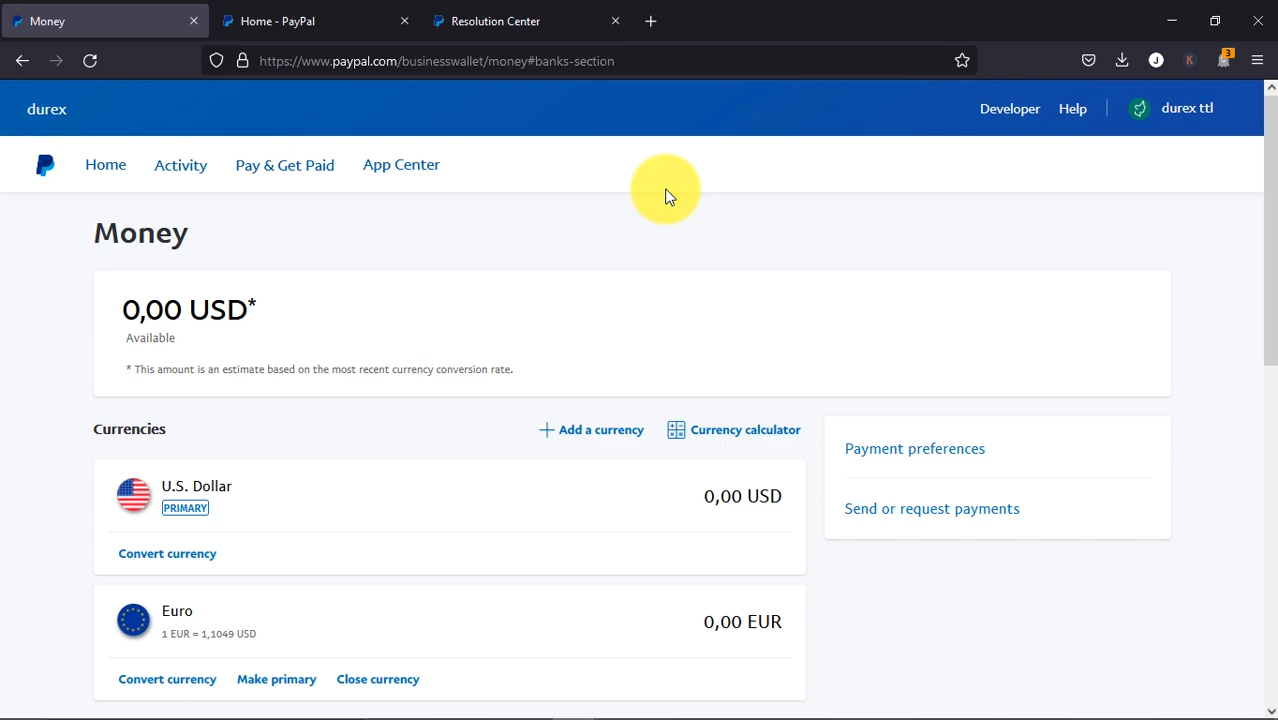 Money
Home - PayPal
Resolution Center
https://www.paypal.com/businesswallet/money#banks-section
J
K
3
durex
Developer
Help
durex ttl
Home
Activity
Pay & Get Paid
App Center
Money
0,00 USD*
Available
* This amount is an estimate based on the most recent currency conversion rate.
Currencies
Add a currency
Currency calculator
Payment preferences
Send or request payments
U.S. Dollar
PRIMARY
0,00 USD
Convert currency
Euro
1 EUR = 1,1049 USD
0,00 EUR
Convert currency
Make primary
Close currency